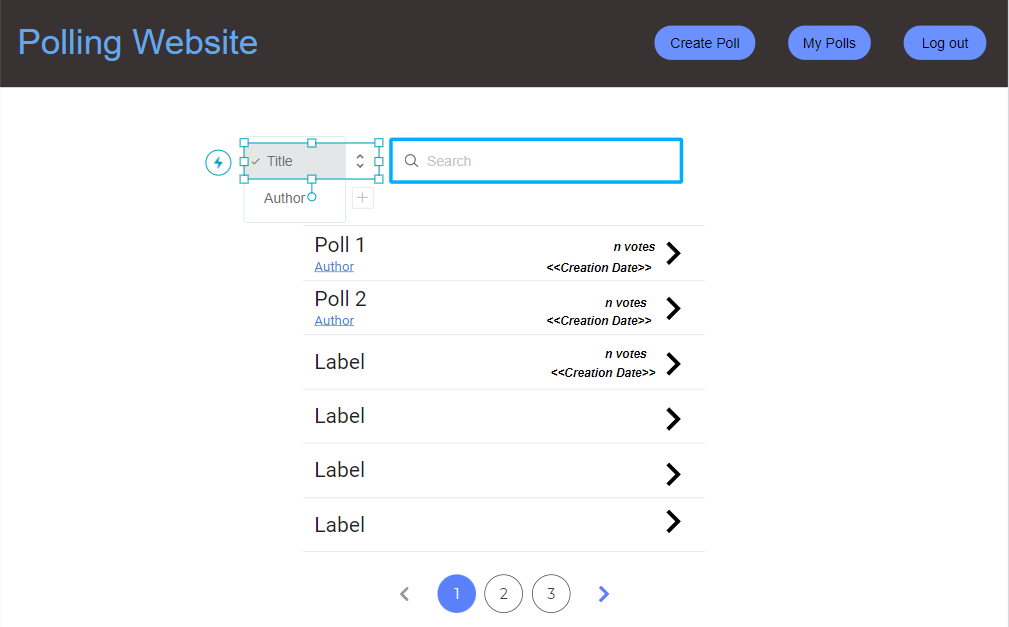 Polling Website
Create Poll
My Polls
Log out
Title
Search
Author
Poll 1
n votes
Author
<<Creation Date>>
Poll 2
n votes
Author
<<Creation Date>>
Label
n votes
<<Creation Date>>
Label
Label
Label
1
2
3